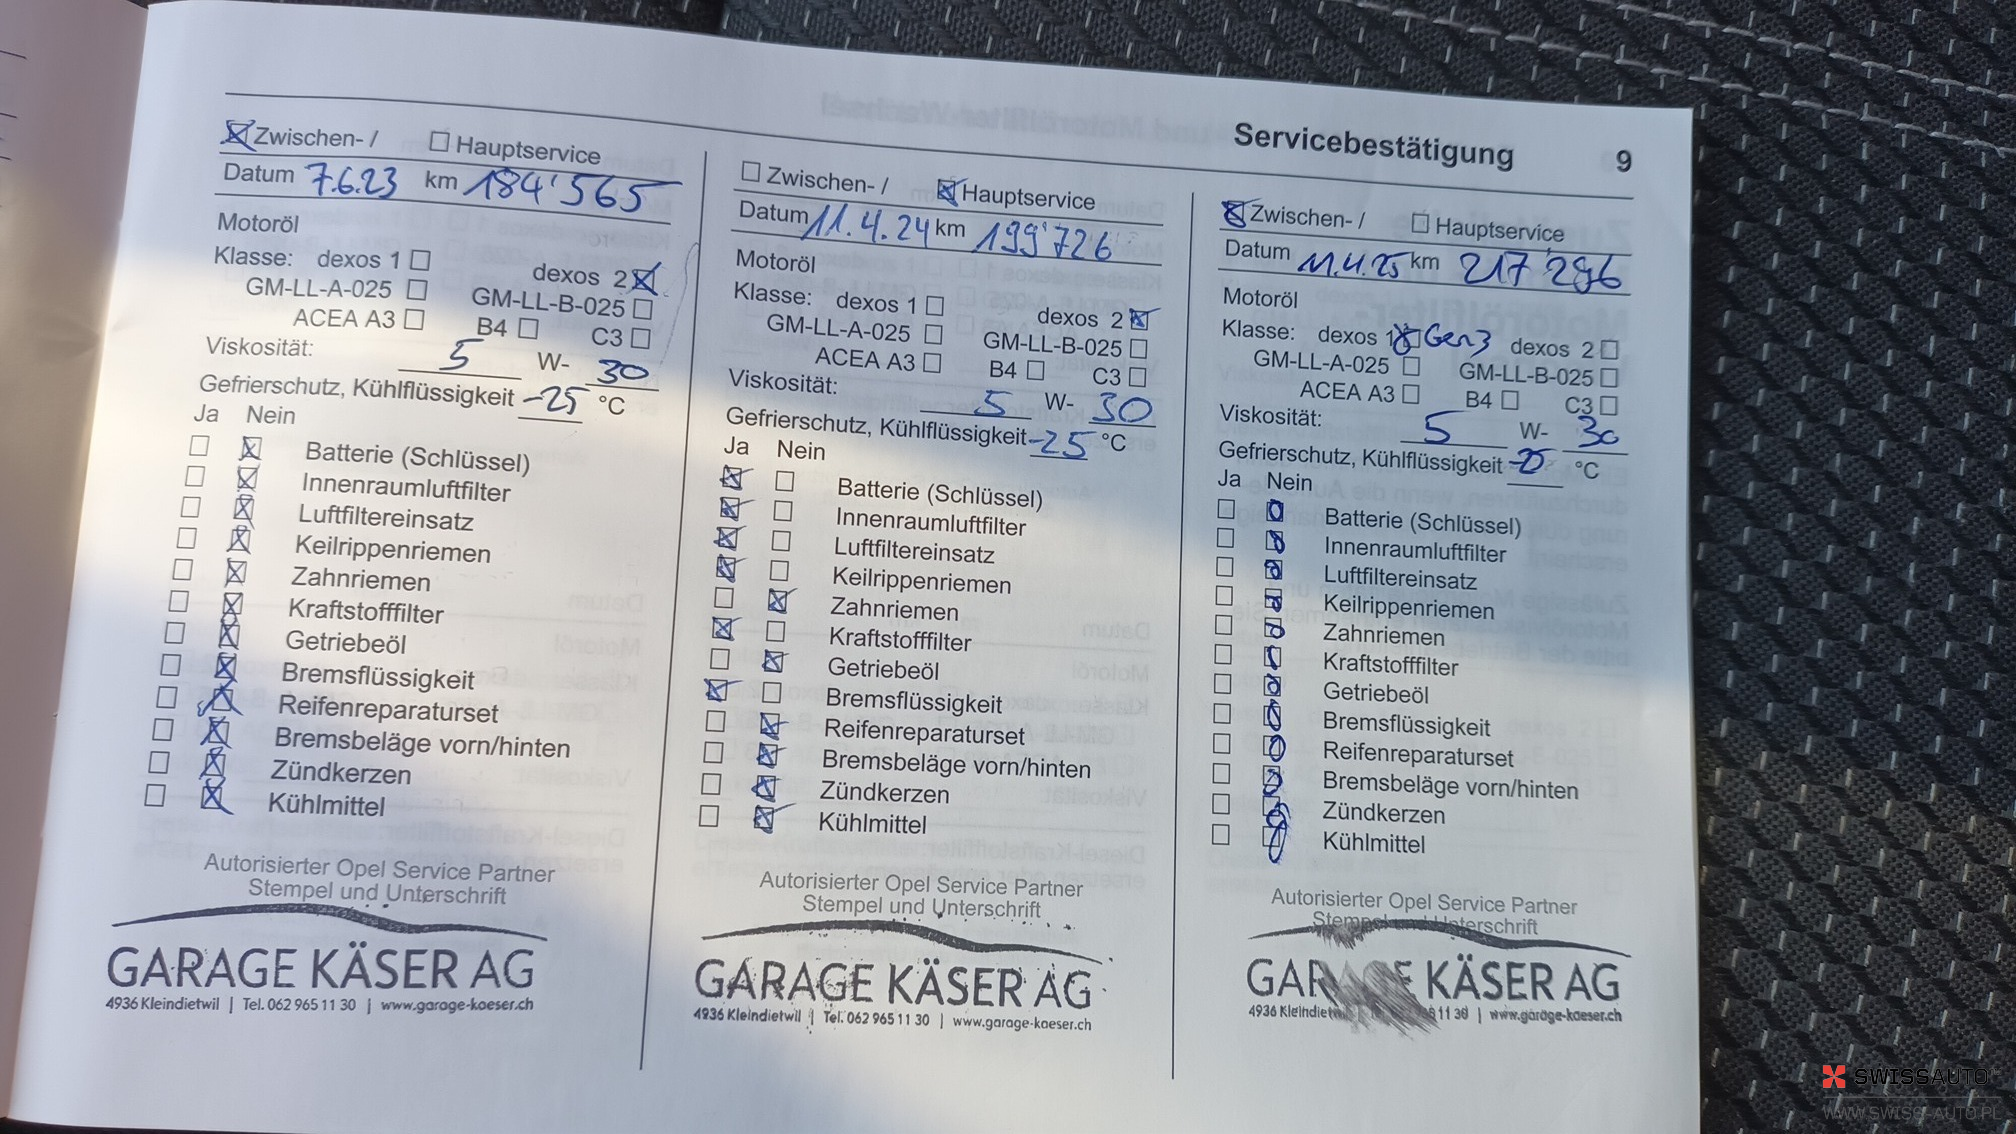 Servicebestätigung 9
Zwischen- / Hauptservice
Datum 7.6.23 km 184'565
Motoröl
Klasse: dexos 1 dexos 2
GM-LL-A-025 GM-LL-B-025
ACEA A3 B4 C3
Viskosität: 5 W- 30
Gefrierschutz, Kühlflüssigkeit -25 °C
Ja Nein
Batterie (Schlüssel)
Innenraumluftfilter
Luftfiltereinsatz
Keilrippenriemen
Zahnriemen
Kraftstofffilter
Getriebeöl
Bremsflüssigkeit
Reifenreparaturset
Bremsbeläge vorn/hinten
Zündkerzen
Kühlmittel
Autorisierter Opel Service Partner
Stempel und Unterschrift
GARAGE KÄSER AG
4936 Kleindietwil | Tel. 062 965 11 30 | www.garage-kaeser.ch
Zwischen- / Hauptservice
Datum 11.4.24 km 199'726
Motoröl
Klasse: dexos 1 dexos 2
GM-LL-A-025 GM-LL-B-025
ACEA A3 B4 C3
Viskosität: 5 W- 30
Gefrierschutz, Kühlflüssigkeit -25 °C
Ja Nein
Batterie (Schlüssel)
Innenraumluftfilter
Luftfiltereinsatz
Keilrippenriemen
Zahnriemen
Kraftstofffilter
Getriebeöl
Bremsflüssigkeit
Reifenreparaturset
Bremsbeläge vorn/hinten
Zündkerzen
Kühlmittel
Autorisierter Opel Service Partner
Stempel und Unterschrift
GARAGE KÄSER AG
4936 Kleindietwil | Tel. 062 965 11 30 | www.garage-kaeser.ch
Zwischen- / Hauptservice
Datum 11.4.25 km 217'286
Motoröl
Klasse: dexos 1 Gen3 dexos 2
GM-LL-A-025 GM-LL-B-025
ACEA A3 B4 C3
Viskosität: 5 W- 30
Gefrierschutz, Kühlflüssigkeit -25 °C
Ja Nein
Batterie (Schlüssel)
Innenraumluftfilter
Luftfiltereinsatz
Keilrippenriemen
Zahnriemen
Kraftstofffilter
Getriebeöl
Bremsflüssigkeit
Reifenreparaturset
Bremsbeläge vorn/hinten
Zündkerzen
Kühlmittel
Autorisierter Opel Service Partner
Stempel und Unterschrift
GARAGE KÄSER AG
4936 Kleindietwil 11 30 | www.garage-kaeser.ch
SWISSAUTO
WWW.SWISS-AUTO.PL